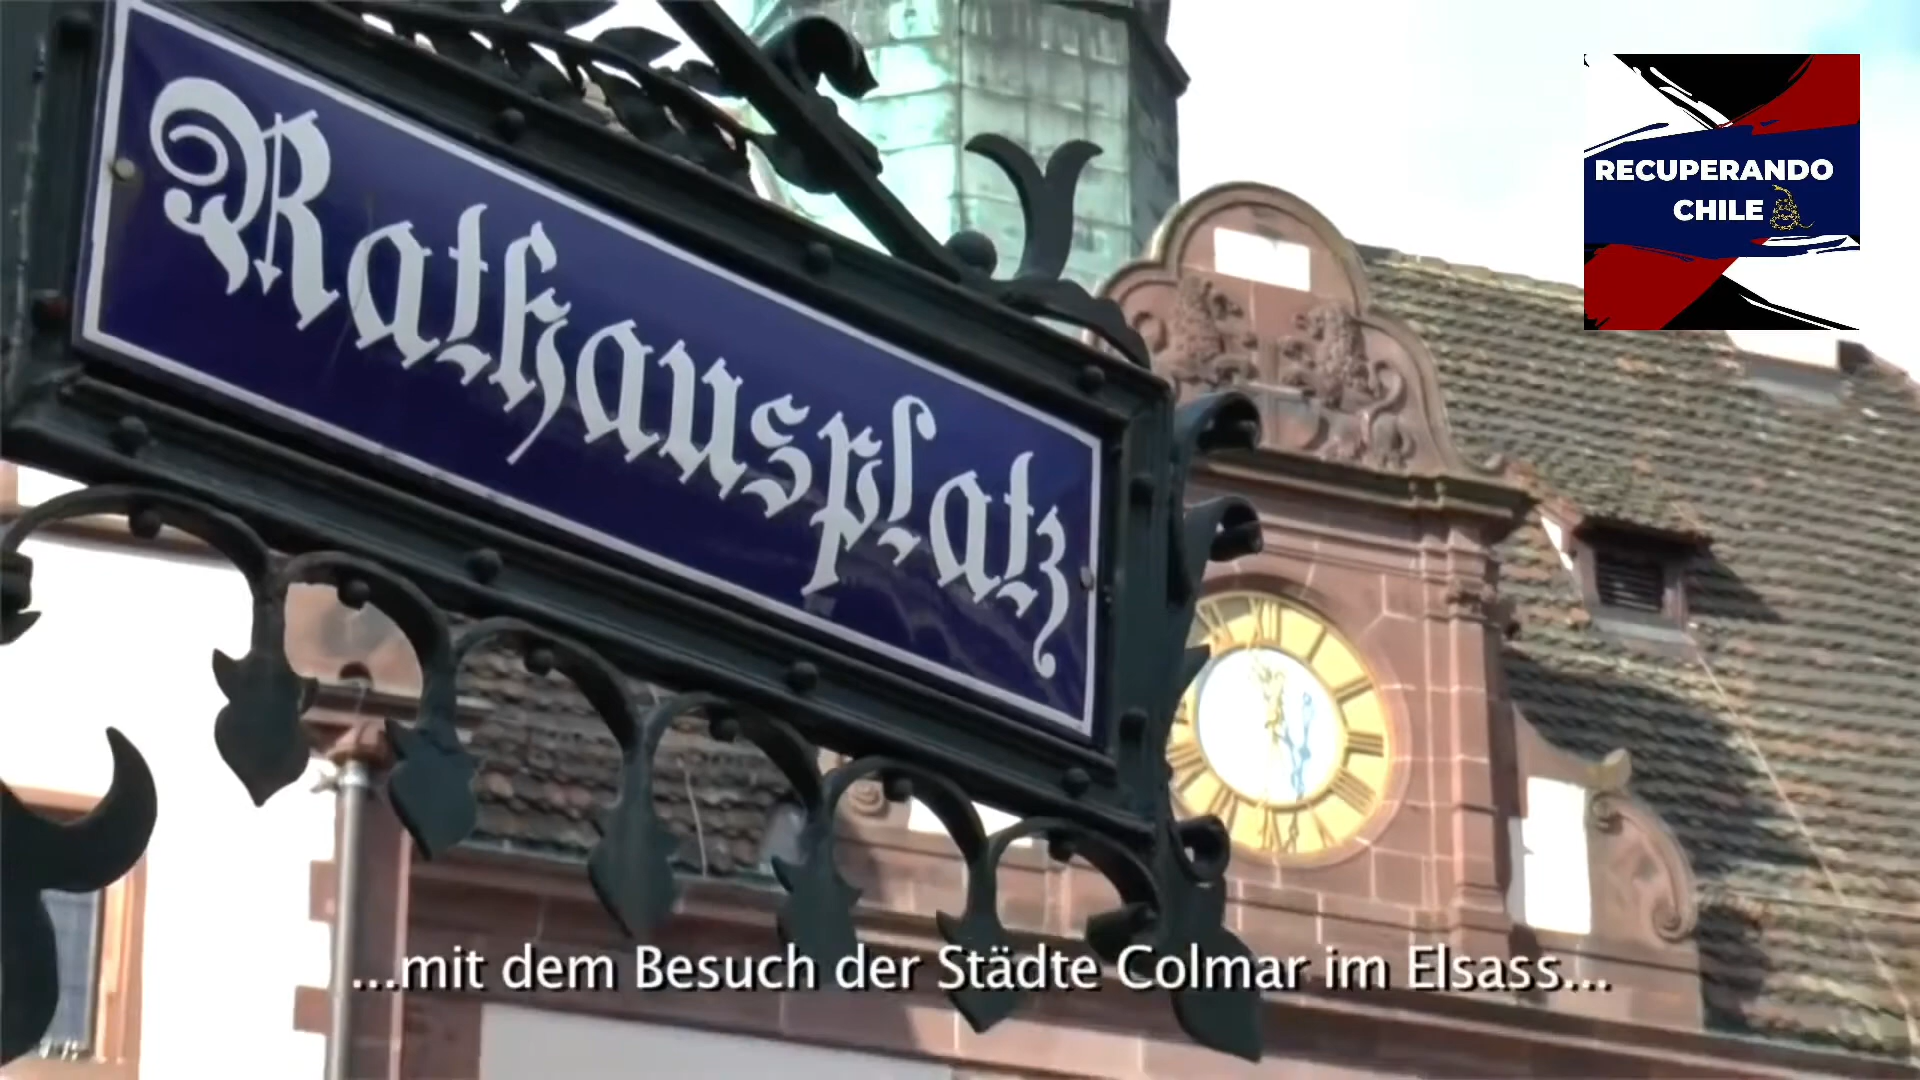 Rathausplatz
RECUPERANDO
CHILE
...mit dem Besuch der Städte Colmar im Elsass...